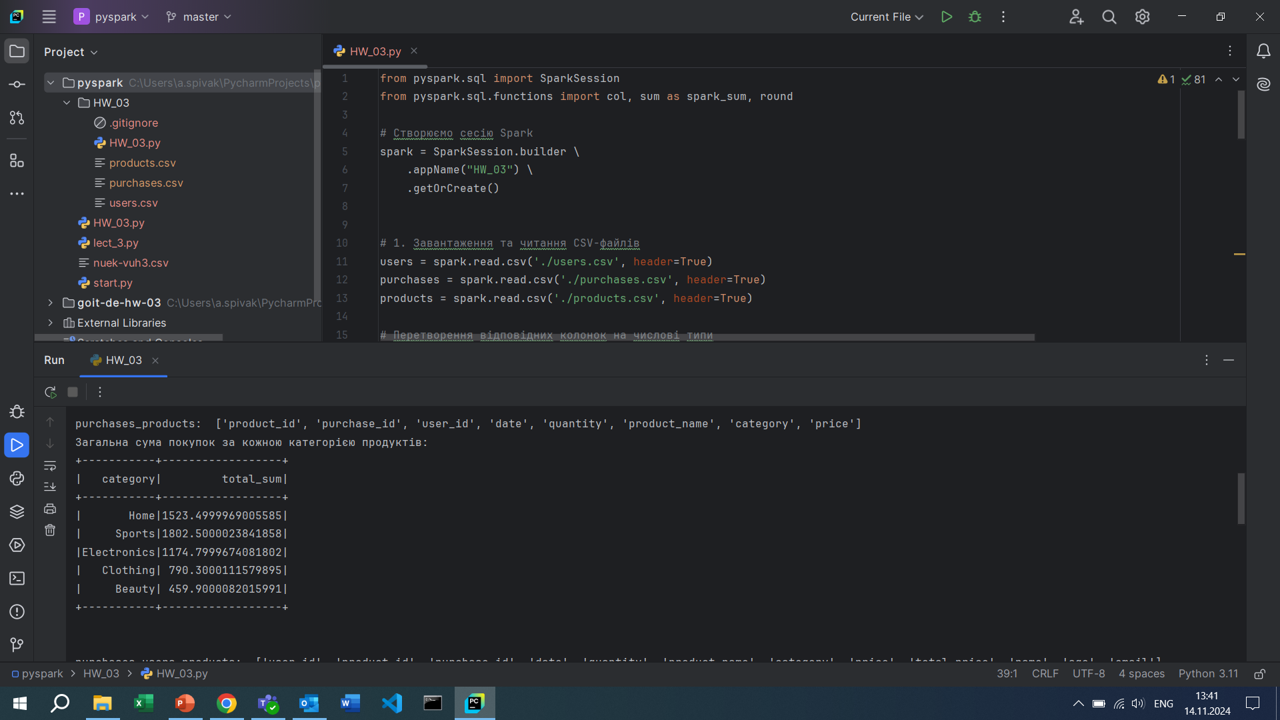 pyspark
master
Current File
Project
HW_03.py
pyspark C:\Users\a.spivak\PycharmProjects\p
HW_03
.gitignore
HW_03.py
products.csv
purchases.csv
users.csv
HW_03.py
lect_3.py
nuek-vuh3.csv
start.py
goit-de-hw-03 C:\Users\a.spivak\PycharmPro
External Libraries
1 from pyspark.sql import SparkSession
1 81
2 from pyspark.sql.functions import col, sum as spark_sum, round
3
4 # Створюємо сесію Spark
5 spark = SparkSession.builder \
6 .appName("HW_03") \
7 .getOrCreate()
8
9
10 # 1. Завантаження та читання CSV-файлів
11 users = spark.read.csv('./users.csv', header=True)
12 purchases = spark.read.csv('./purchases.csv', header=True)
13 products = spark.read.csv('./products.csv', header=True)
14
15 # Перетворення відповідних колонок на числові типи
Run HW_03
purchases_products:  ['product_id', 'purchase_id', 'user_id', 'date', 'quantity', 'product_name', 'category', 'price']
Загальна сума покупок за кожною категорією продуктів:
+-----------+------------------+
|   category|         total_sum|
+-----------+------------------+
|       Home|1523.4999969005585|
|     Sports|1802.5000023841858|
|Electronics|1174.7999674081802|
|   Clothing| 790.3000111579895|
|     Beauty| 459.9000082015991|
+-----------+------------------+
pyspark > HW_03 > HW_03.py
39:1 CRLF UTF-8 4 spaces Python 3.11
ENG
13:41
14.11.2024